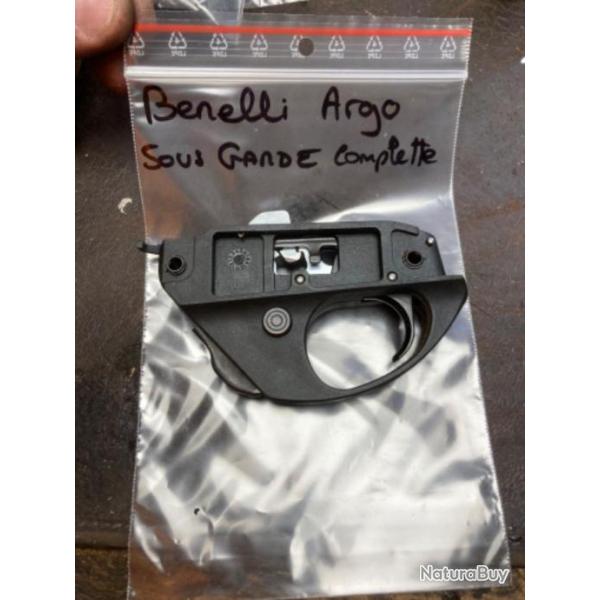 Benelli Argo
SOUS GARDE Complette
NaturaBuy